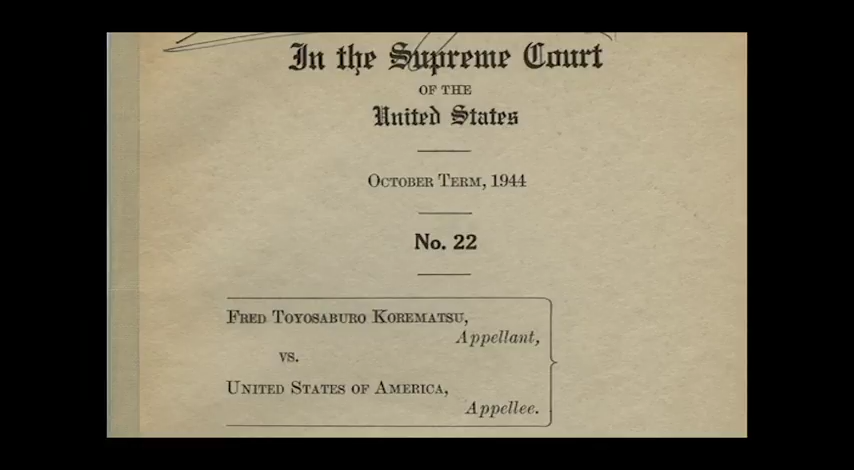 In the Supreme Court
OF THE
United States
OCTOBER TERM, 1944
No. 22
FRED TOYOSABURO KOREMATSU,
Appellant,
vs.
UNITED STATES OF AMERICA,
Appellee.